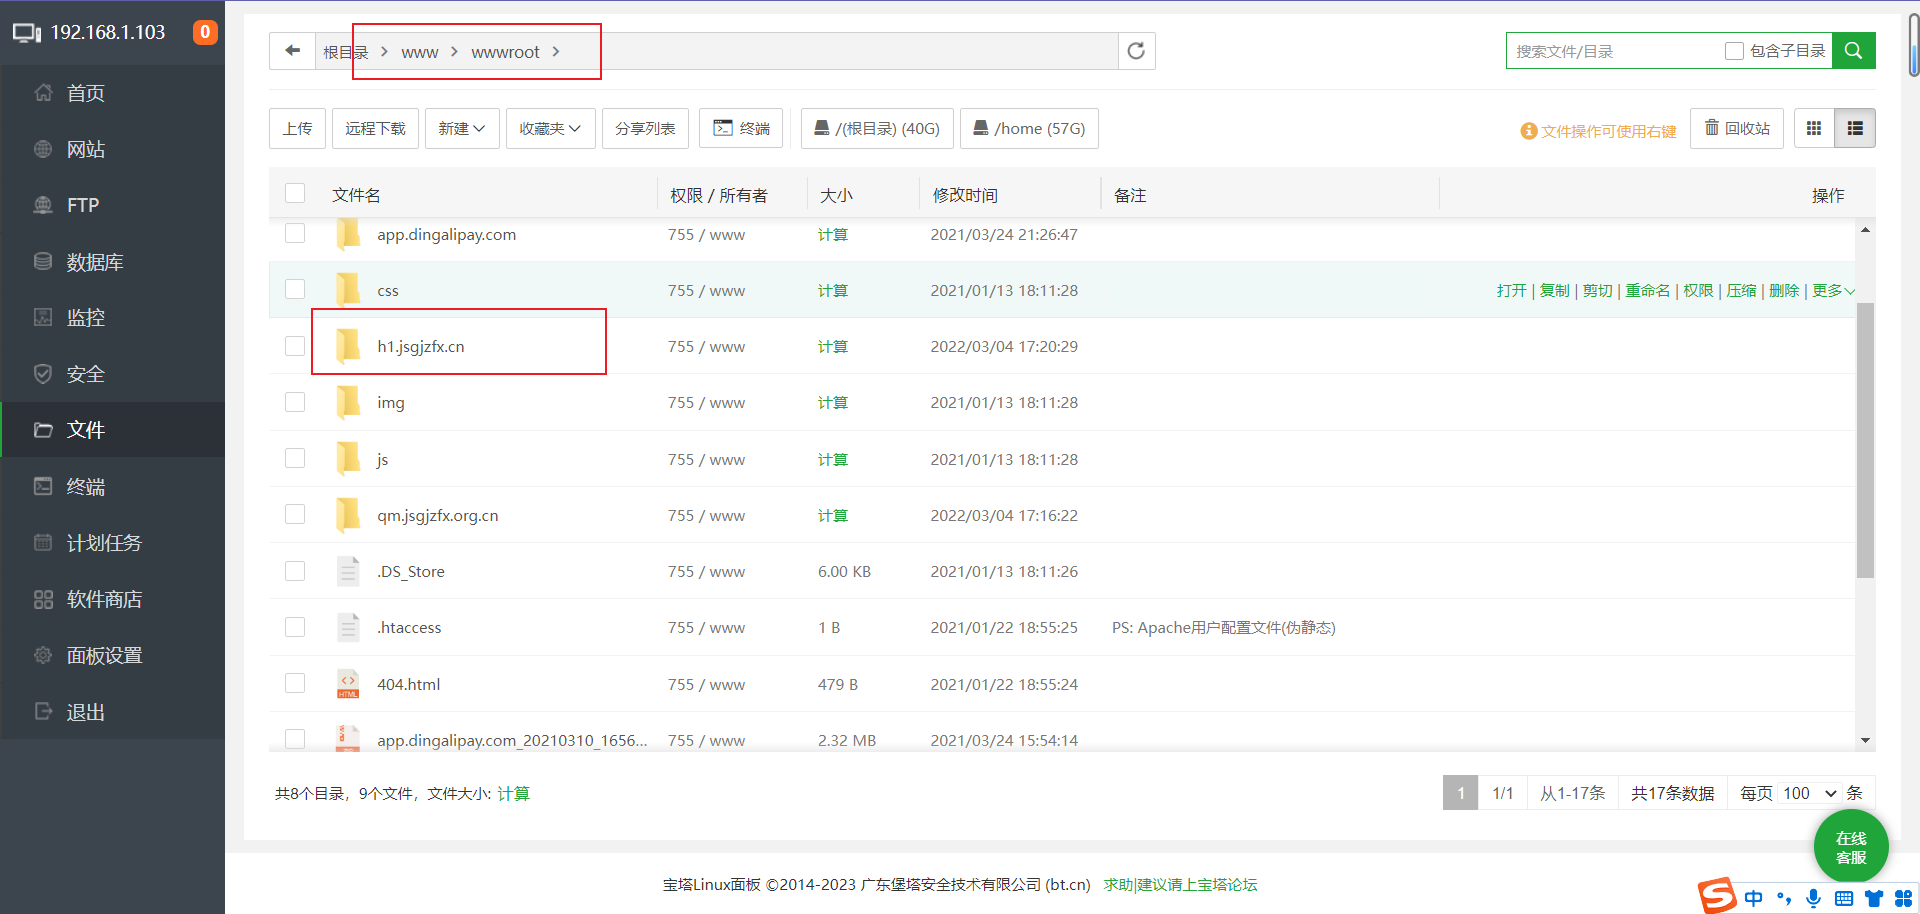 192.168.1.103 0
首页
网站
FTP
数据库
监控
安全
文件
终端
计划任务
软件商店
面板设置
退出
根目录 www wwwroot
搜索文件/目录 包含子目录
上传 远程下载 新建 收藏夹 分享列表 终端 /(根目录) (40G) /home (57G) 文件操作可使用右键 回收站
文件名 权限 / 所有者 大小 修改时间 备注 操作
app.dingalipay.com 755 / www 计算 2021/03/24 21:26:47
css 755 / www 计算 2021/01/13 18:11:28 打开 | 复制 | 剪切 | 重命名 | 权限 | 压缩 | 删除 | 更多
h1.jsgjzfx.cn 755 / www 计算 2022/03/04 17:20:29
img 755 / www 计算 2021/01/13 18:11:28
js 755 / www 计算 2021/01/13 18:11:28
qm.jsgjzfx.org.cn 755 / www 计算 2022/03/04 17:16:22
.DS_Store 755 / www 6.00 KB 2021/01/13 18:11:26
.htaccess 755 / www 1 B 2021/01/22 18:55:25 PS: Apache用户配置文件(伪静态)
HTML 404.html 755 / www 479 B 2021/01/22 18:55:24
app.dingalipay.com_20210310_1656... 755 / www 2.32 MB 2021/03/24 15:54:14
共8个目录，9个文件，文件大小: 计算
1 1/1 从1-17条 共17条数据 每页 100 条
在线
客服
宝塔Linux面板 ©2014-2023 广东堡塔安全技术有限公司 (bt.cn) 求助|建议请上宝塔论坛
S 中